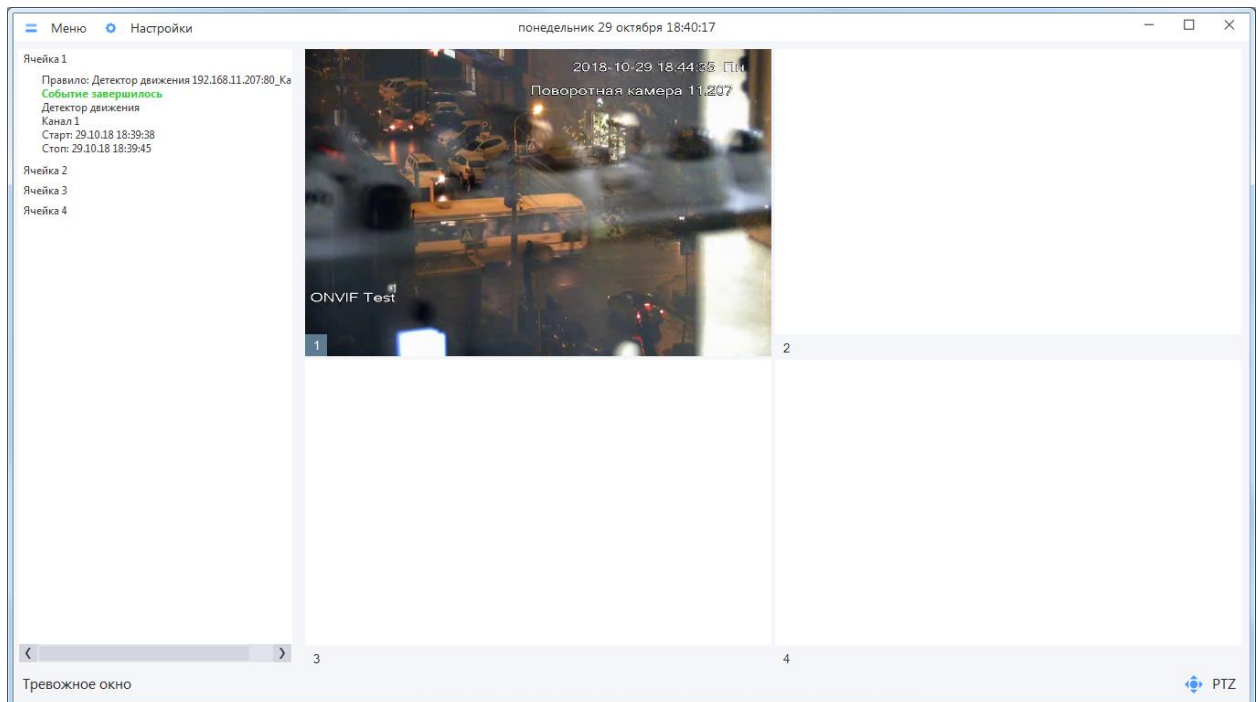 Меню Настройки понедельник 29 октября 18:40:17
Ячейка 1
Правило: Детектор движения 192.168.11.207:80_Ка
Событие завершилось
Детектор движения
Канал 1
Старт: 29.10.18 18:39:38
Стоп: 29.10.18 18:39:45
Ячейка 2
Ячейка 3
Ячейка 4
2018-10-29 18:44:35 Пн
Поворотная камера 11.207
ONVIF Test
1
2
3
4
Тревожное окно
PTZ